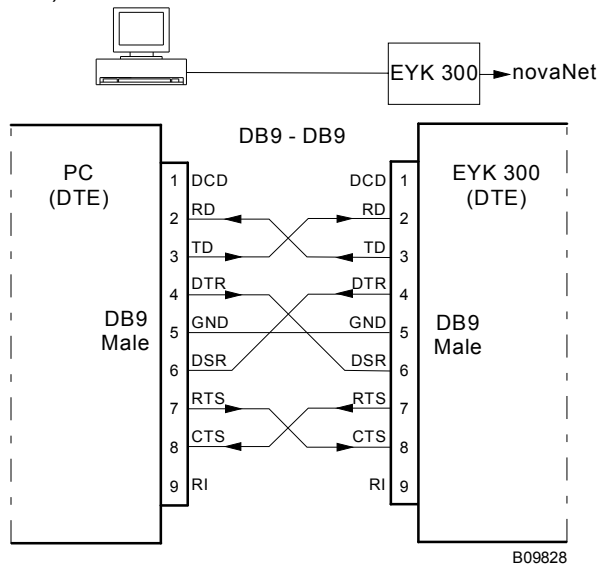 EYK 300
novaNet
DB9 - DB9
PC
(DTE)
DB9
Male
1 DCD
2 RD
3 TD
4 DTR
5 GND
6 DSR
7 RTS
8 CTS
9 RI
DCD 1
RD 2
TD 3
DTR 4
GND 5
DSR 6
RTS 7
CTS 8
RI 9
EYK 300
(DTE)
DB9
Male
B09828